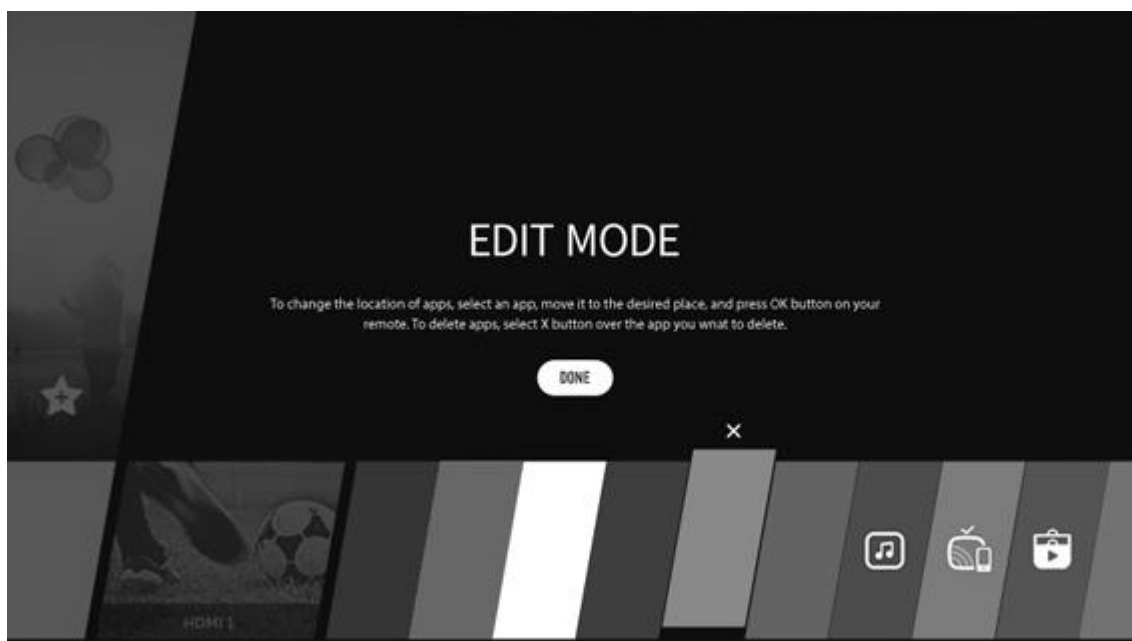 EDIT MODE
To change the location of apps, select an app, move it to the desired place, and press OK button on your
remote. To delete apps, select X button over the app you wnat to delete.
DONE
HDMI 1